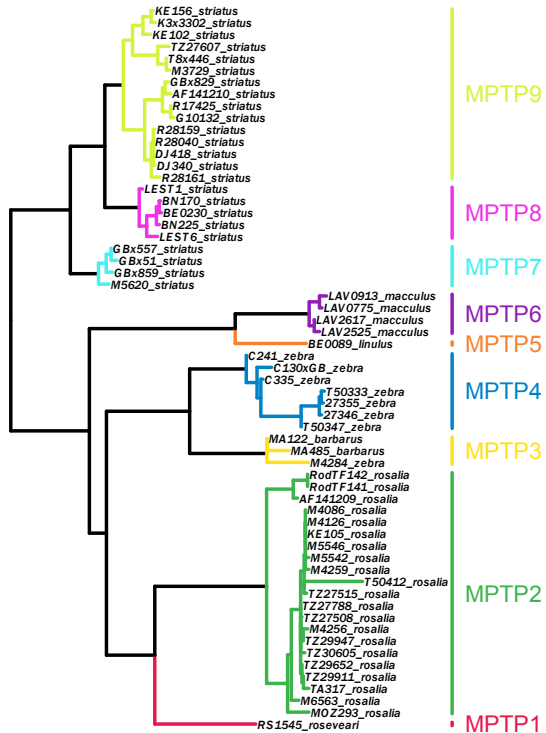 KE156_striatus
K3x3302_striatus
KE102_striatus
TZ27607_striatus
T8x446_striatus
M3729_striatus
GBx829_striatus
AF141210_striatus
R17425_striatus
G10132_striatus
R28159_striatus
R28040_striatus
DJ418_striatus
DJ340_striatus
R28161_striatus
MPTP9
LEST1_striatus
BN170_striatus
BE0230_striatus
BN225_striatus
LEST6_striatus
MPTP8
GBx557_striatus
GBx51_striatus
GBx859_striatus
M5620_striatus
MPTP7
LAV0913_macculus
LAV0775_macculus
LAV2617_macculus
LAV2525_macculus
MPTP6
BE0089_linulus
MPTP5
C241_zebra
C130xGB_zebra
C335_zebra
T50333_zebra
27355_zebra
27346_zebra
T50347_zebra
MPTP4
MA122_barbarus
MA485_barbarus
M4284_zebra
MPTP3
RodTF142_rosalia
RodTF141_rosalia
AF141209_rosalia
M4086_rosalia
M4126_rosalia
KE105_rosalia
M5546_rosalia
M5542_rosalia
M4259_rosalia
T50412_rosalia
TZ27515_rosalia
TZ27788_rosalia
TZ27508_rosalia
M4256_rosalia
TZ29947_rosalia
TZ30605_rosalia
TZ29652_rosalia
TZ29911_rosalia
TA317_rosalia
M6563_rosalia
MOZ293_rosalia
MPTP2
RS1545_roseveari
MPTP1